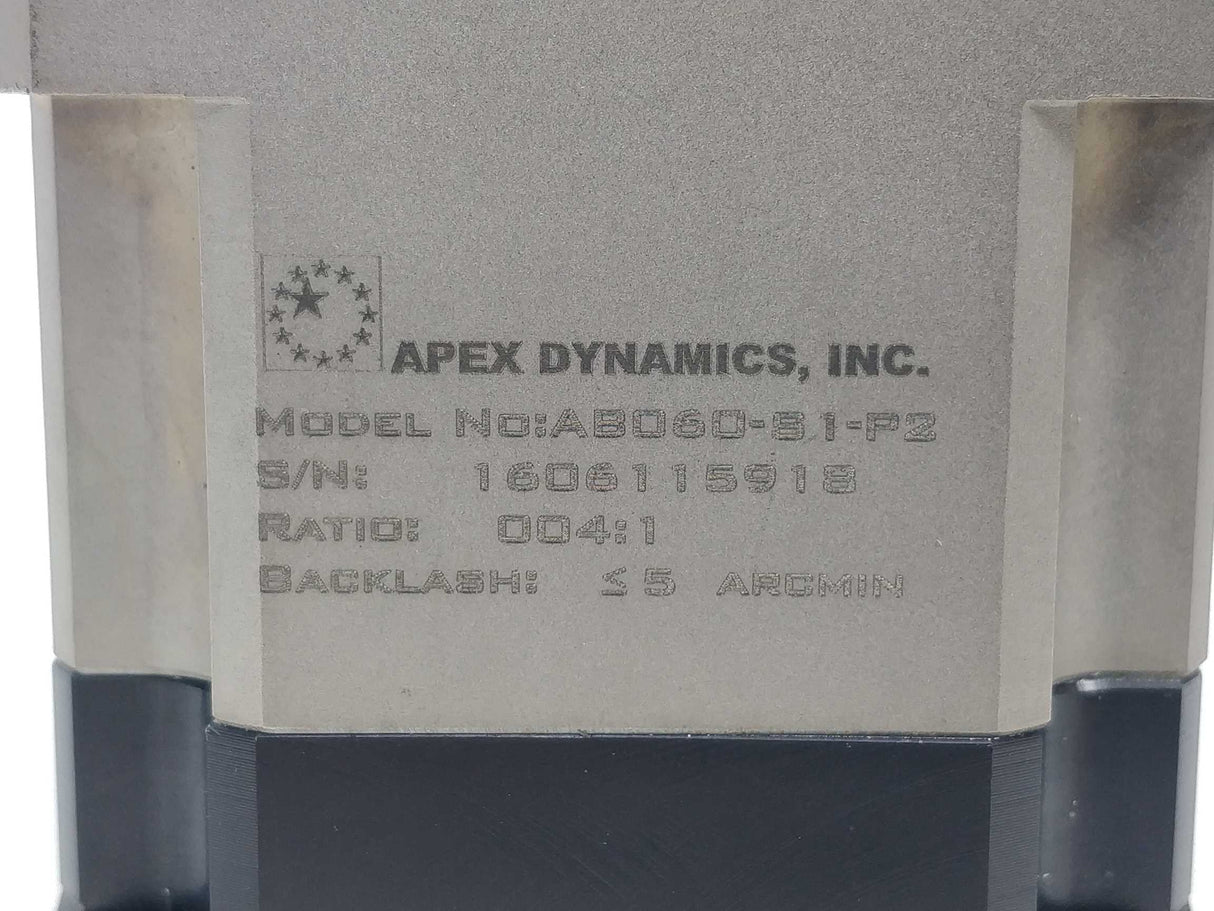 APEX DYNAMICS, INC.
MODEL NO:AB060-S1-P2
S/N: 1606115918
RATIO: 004:1
BACKLASH: ≤5 ARCMIN